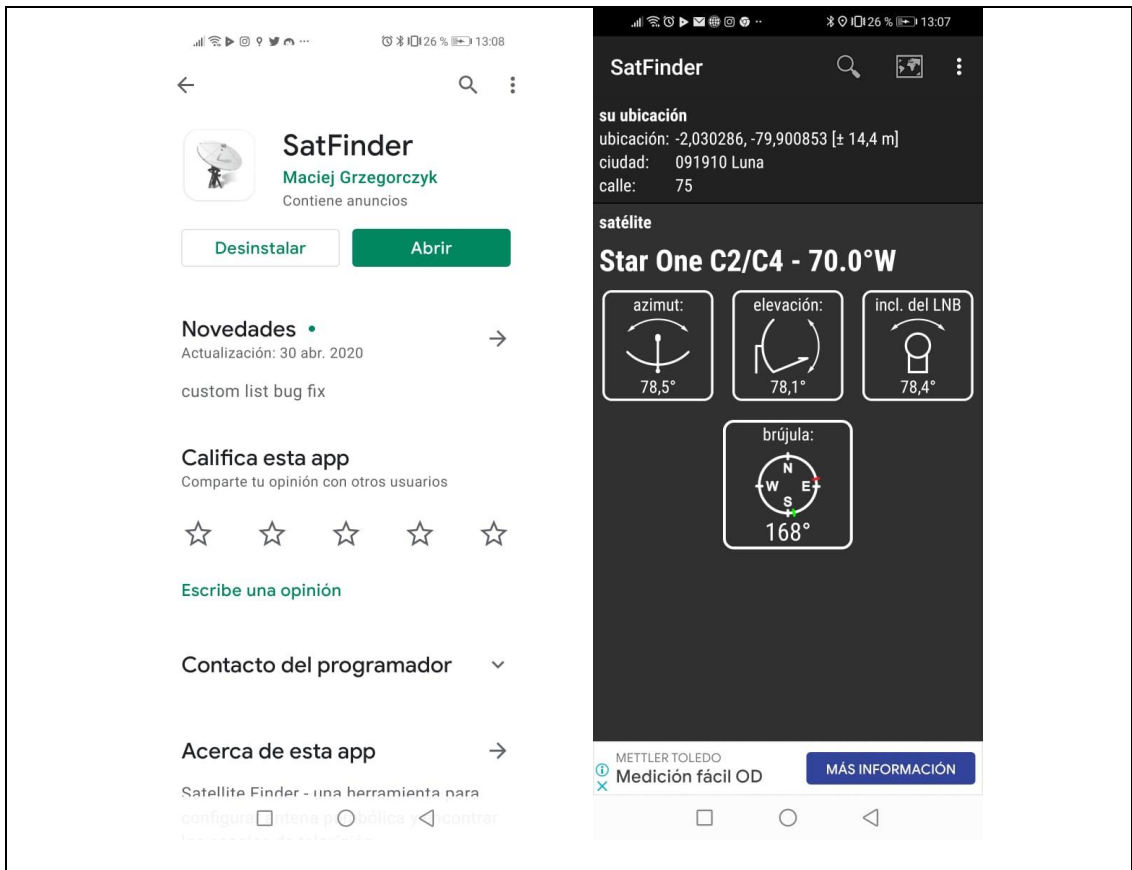 26 % 13:08
SatFinder
Maciej Grzegorczyk
Contiene anuncios
Desinstalar
Abrir
Novedades •
Actualización: 30 abr. 2020
custom list bug fix
Califica esta app
Comparte tu opinión con otros usuarios
Escribe una opinión
Contacto del programador
Acerca de esta app
Satellite Finder - una herramienta para
26 % 13:07
SatFinder
su ubicación
ubicación: -2,030286, -79,900853 [± 14,4 m]
ciudad: 091910 Luna
calle: 75
satélite
Star One C2/C4 - 70.0°W
azimut:
78,5°
elevación:
78,1°
incl. del LNB
78,4°
brújula:
N
W E
S
168°
METTLER TOLEDO
Medición fácil OD
MÁS INFORMACIÓN